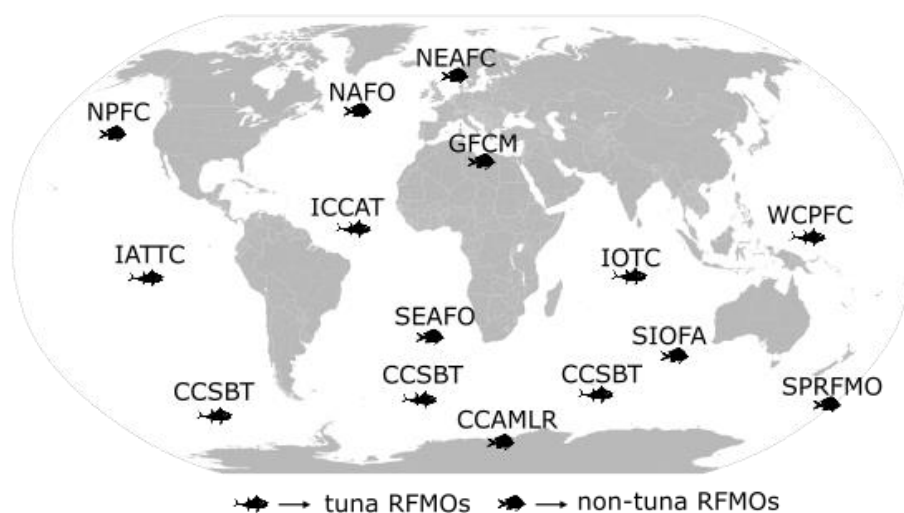 NEAFC
NAFO
NPFC
GFCM
ICCAT
WCPFC
IATTC
IOTC
SEAFO
SIOFA
CCSBT
CCSBT
CCSBT
SPRFMO
CCAMLR
tuna RFMOs
non-tuna RFMOs